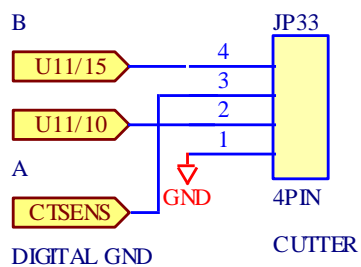 B
JP33
U11/15
4
3
U11/10
2
1
A
GND
4PIN
CTSENS
DIGITAL GND
CUTTER